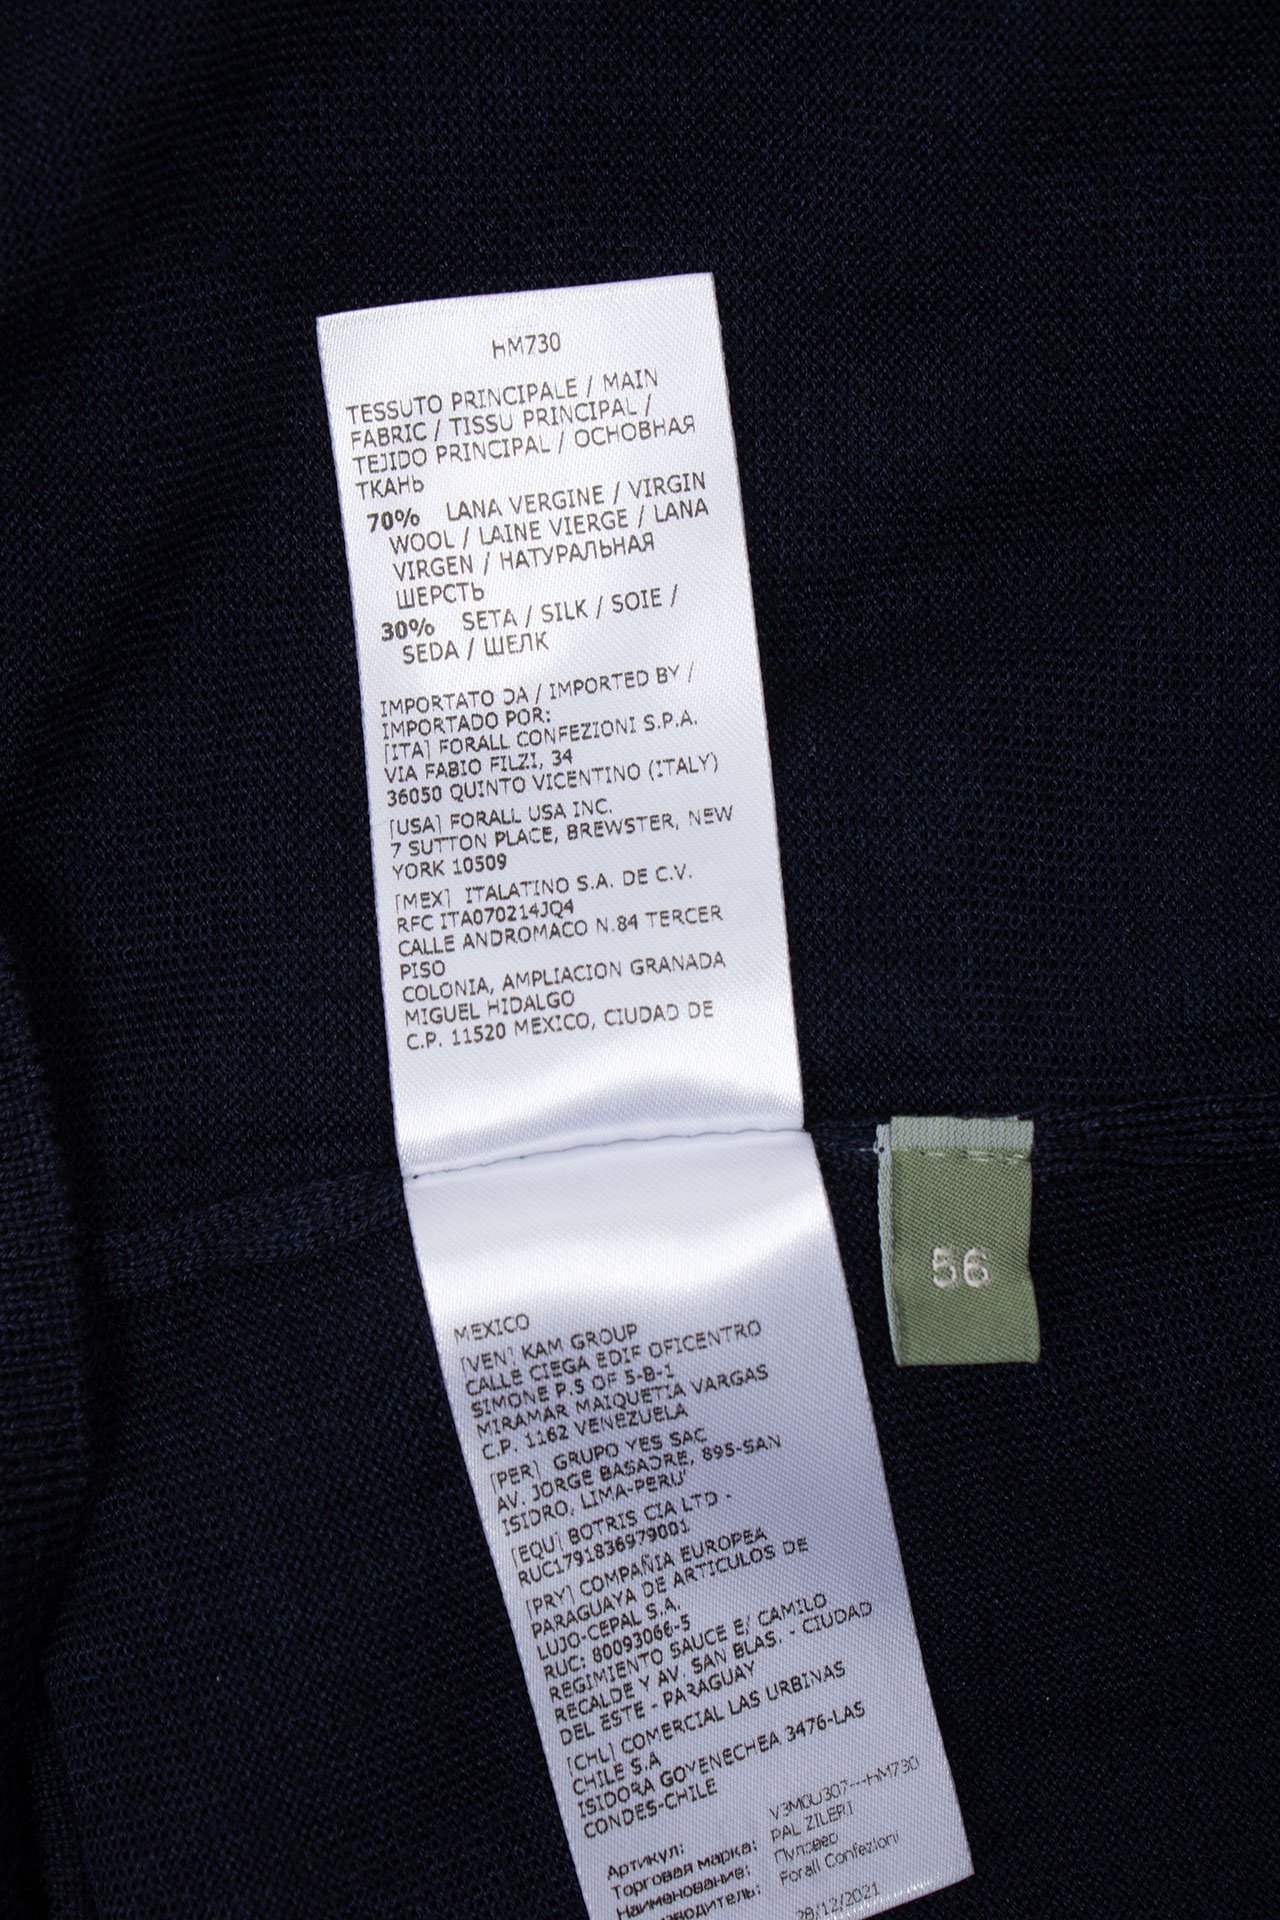 HM730
TESSUTO PRINCIPALE / MAIN
FABRIC / TISSU PRINCIPAL /
TEJIDO PRINCIPAL / ОСНОВНАЯ
ТКАНЬ
70% LANA VERGINE / VIRGIN
WOOL / LAINE VIERGE / LANA
VIRGEN / НАТУРАЛЬНАЯ
ШЕРСТЬ
30% SETA / SILK / SOIE /
SEDA / ШЕЛК
IMPORTATO DA / IMPORTED BY /
IMPORTADO POR:
[ITA] FORALL CONFEZIONI S.P.A.
VIA FABIO FILZI, 34
36050 QUINTO VICENTINO (ITALY)
[USA] FORALL USA INC.
7 SUTTON PLACE, BREWSTER, NEW
YORK 10509
[MEX] ITALATINO S.A. DE C.V.
RFC ITA070214JQ4
CALLE ANDROMACO N.84 TERCER
PISO
COLONIA, AMPLIACION GRANADA
MIGUEL HIDALGO
C.P. 11520 MEXICO, CIUDAD DE
MEXICO
[VEN] KAM GROUP
CALLE CIEGA EDIF OFICENTRO
SIMONE P.5 OF 5-B-1
MIRAMAR MAIQUETIA VARGAS
C.P. 1162 VENEZUELA
[PER] GRUPO YES SAC
AV. JORGE BASADRE, 895-SAN
ISIDRO, LIMA-PERU'
[EQU] BOTRIS CIA LTD -
RUC1791836979001
[PRY] COMPAÑIA EUROPEA
PARAGUAYA DE ARTICULOS DE
LUJO-CEPAL S.A.
RUC: 80093066-5
REGIMIENTO SAUCE E/ CAMILO
RECALDE Y AV. SAN BLAS. - CIUDAD
DEL ESTE - PARAGUAY
[CHL] COMERCIAL LAS URBINAS
CHILE S.A
ISIDORA GOYENECHEA 3476-LAS
CONDES-CHILE
Артикул: V3M0U307---HM730
Торговая марка: PAL ZILERI
Наименование: Пуловер
изводитель: Forall Confezioni
28/12/2021
56